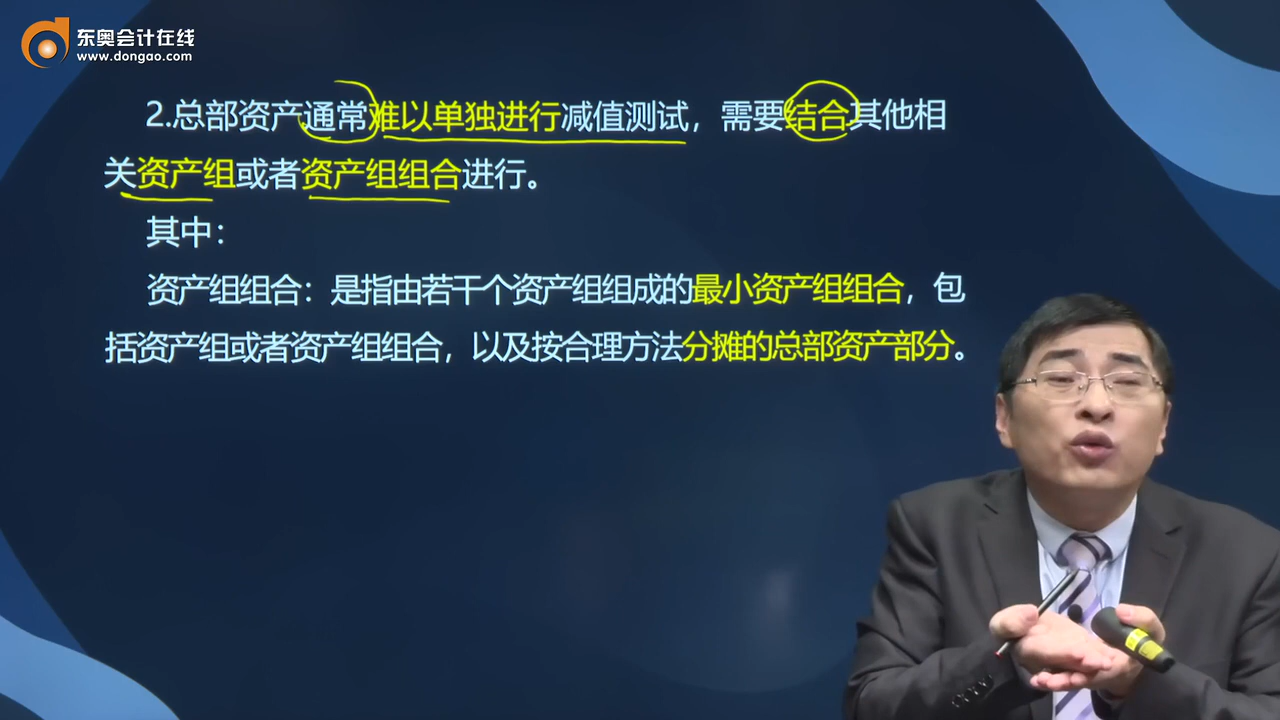 东奥会计在线
www.dongao.com
2.总部资产通常难以单独进行减值测试，需要结合其他相
关资产组或者资产组组合进行。
其中：
资产组组合：是指由若干个资产组组成的最小资产组组合，包
括资产组或者资产组组合，以及按合理方法分摊的总部资产部分。